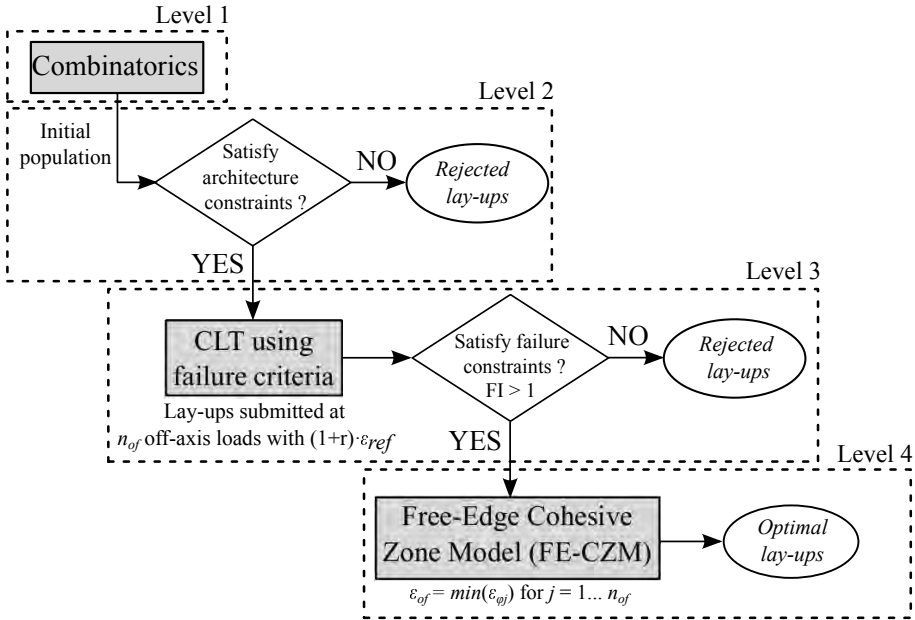 Level 1
Combinatorics
Level 2
Initial
population
Satisfy
architecture
constraints ?
NO
Rejected
lay-ups
YES
Level 3
CLT using
failure criteria
Lay-ups submitted at
n_of off-axis loads with (1+r)·ε_ref
Satisfy failure
constraints ?
FI > 1
NO
Rejected
lay-ups
YES
Level 4
Free-Edge Cohesive
Zone Model (FE-CZM)
ε_of = min(ε_φj) for j = 1... n_of
Optimal
lay-ups